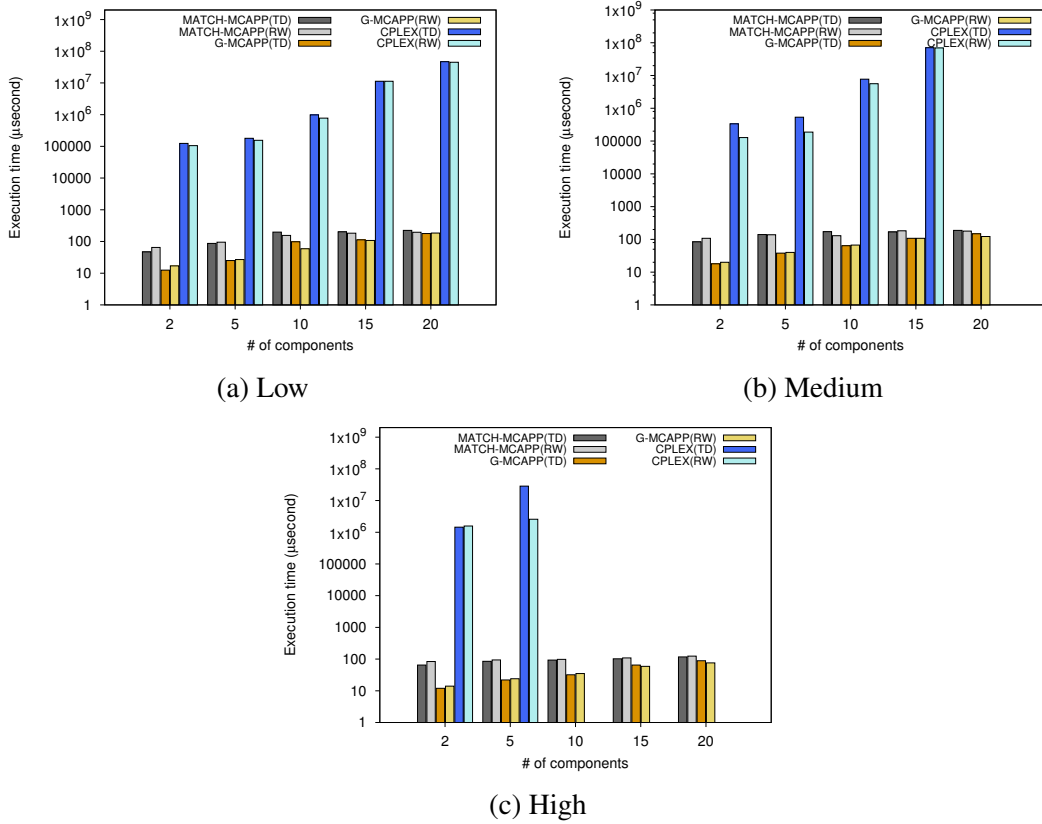 1x10^9
1x10^8
1x10^7
1x10^6
100000
10000
1000
100
10
1
Execution time (μsecond)
MATCH-MCAPP(TD)
MATCH-MCAPP(RW)
G-MCAPP(TD)
G-MCAPP(RW)
CPLEX(TD)
CPLEX(RW)
2 5 10 15 20
# of components
(a) Low
1x10^9
1x10^8
1x10^7
1x10^6
100000
10000
1000
100
10
1
Execution time (μsecond)
MATCH-MCAPP(TD)
MATCH-MCAPP(RW)
G-MCAPP(TD)
G-MCAPP(RW)
CPLEX(TD)
CPLEX(RW)
2 5 10 15 20
# of components
(b) Medium
1x10^9
1x10^8
1x10^7
1x10^6
100000
10000
1000
100
10
1
Execution time (μsecond)
MATCH-MCAPP(TD)
MATCH-MCAPP(RW)
G-MCAPP(TD)
G-MCAPP(RW)
CPLEX(TD)
CPLEX(RW)
2 5 10 15 20
# of components
(c) High